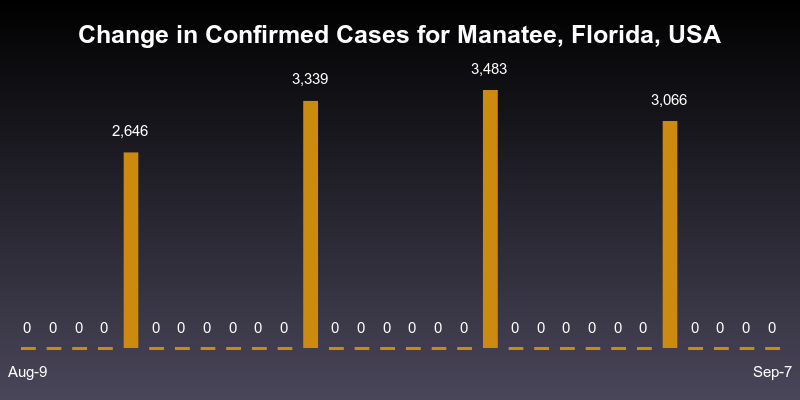 Change in Confirmed Cases for Manatee, Florida, USA
3,483
3,339
3,066
2,646
0 0 0 0 0 0 0 0 0 0 0 0 0 0 0 0 0 0 0 0 0 0 0 0 0 0
Aug-9 Sep-7